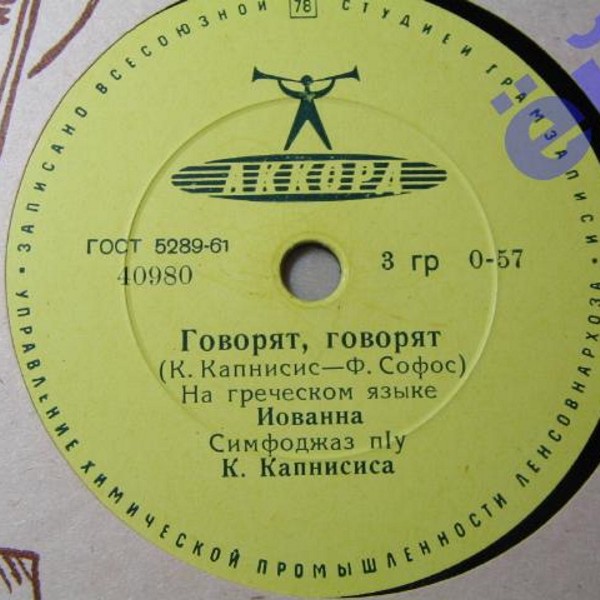 ЗАПИСАНО ВСЕСОЮЗНОЙ 78 СТУДИЕЙ ГРАМЗАПИСИ
АККОРД
ГОСТ 5289-61
40980
3 гр 0-57
Говорят, говорят
(К. Капнисис—Ф. Софос)
На греческом языке
Иованна
Симфоджаз п/у
К. Капнисиса
УПРАВЛЕНИЕ ХИМИЧЕСКОЙ ПРОМЫШЛЕННОСТИ ЛЕНСОВНАРХОЗА